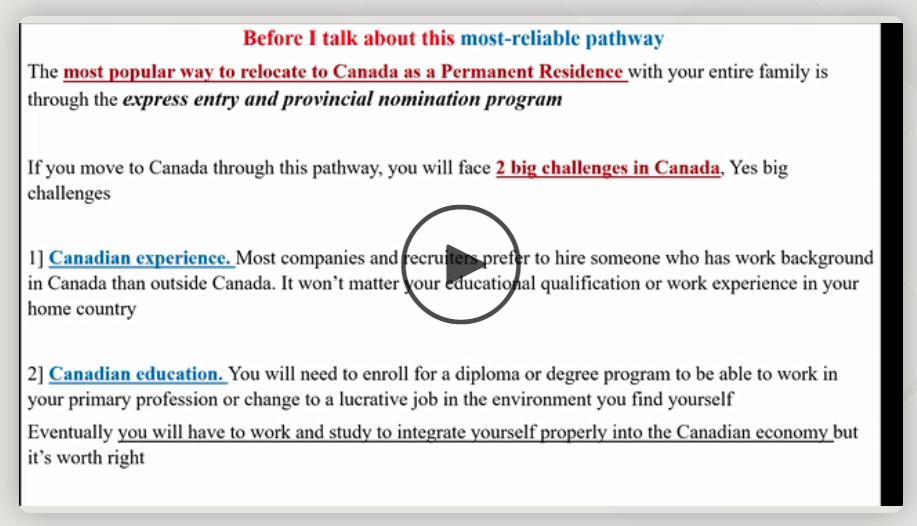 Before I talk about this most-reliable pathway
The most popular way to relocate to Canada as a Permanent Residence with your entire family is
through the express entry and provincial nomination program
If you move to Canada through this pathway, you will face 2 big challenges in Canada, Yes big
challenges
1] Canadian experience. Most companies and recruiters prefer to hire someone who has work background
in Canada than outside Canada. It won’t matter your educational qualification or work experience in your
home country
2] Canadian education. You will need to enroll for a diploma or degree program to be able to work in
your primary profession or change to a lucrative job in the environment you find yourself
Eventually you will have to work and study to integrate yourself properly into the Canadian economy but
it’s worth right